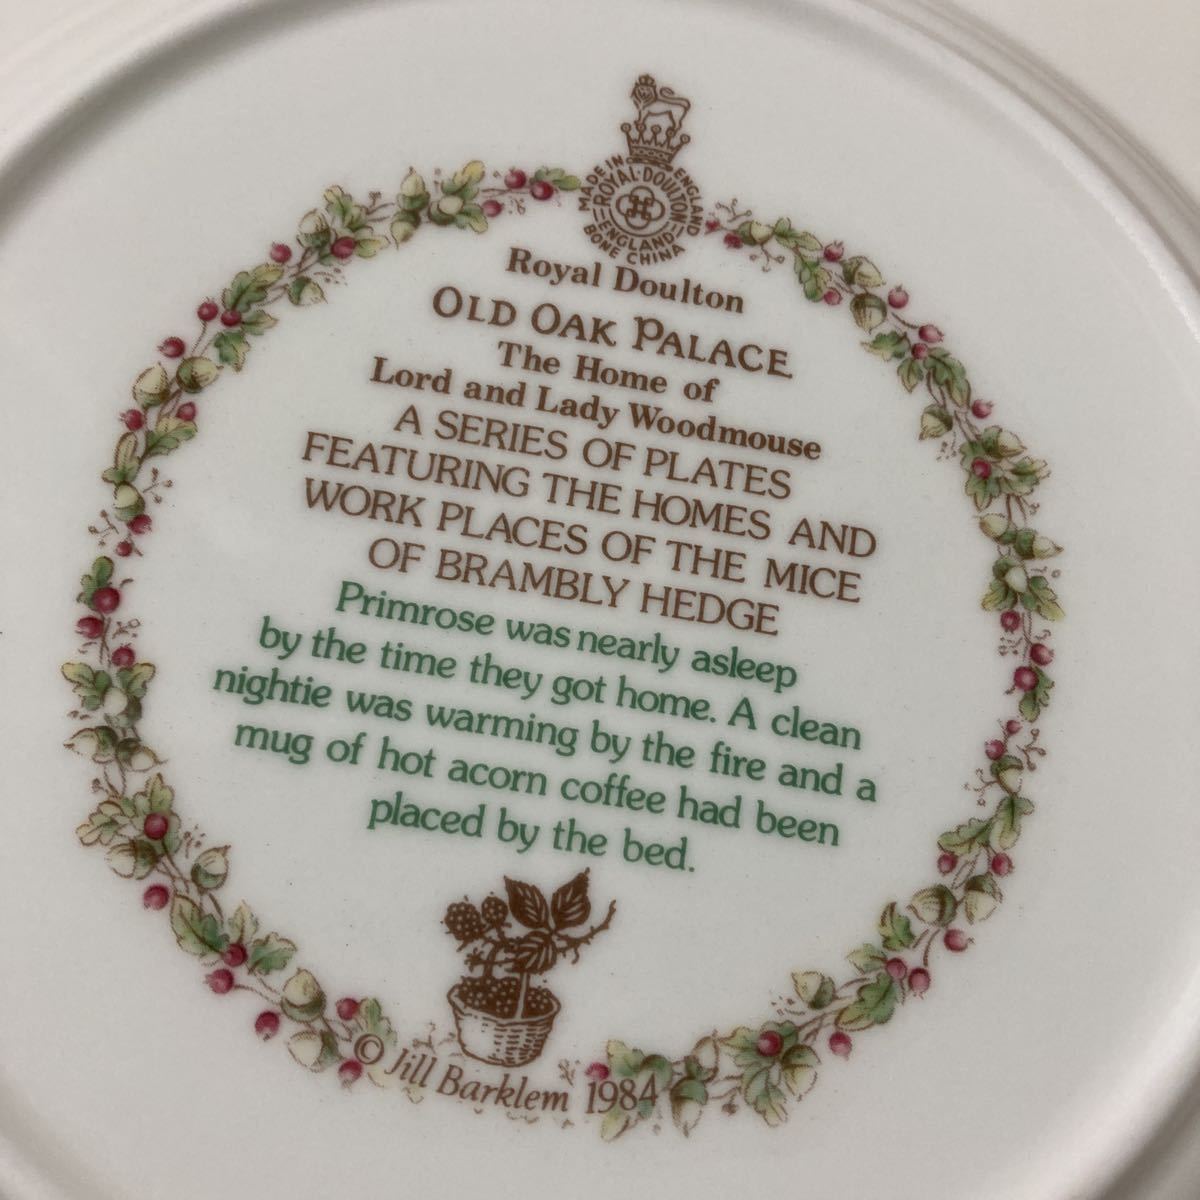 MADE IN ENGLAND
ROYAL·DOULTON
ENGLAND
BONE CHINA
Royal Doulton
OLD OAK PALACE
The Home of
Lord and Lady Woodmouse
A SERIES OF PLATES
FEATURING THE HOMES AND
WORK PLACES OF THE MICE
OF BRAMBLY HEDGE
Primrose was nearly asleep
by the time they got home. A clean
nightie was warming by the fire and a
mug of hot acorn coffee had been
placed by the bed.
© Jill Barklem 1984